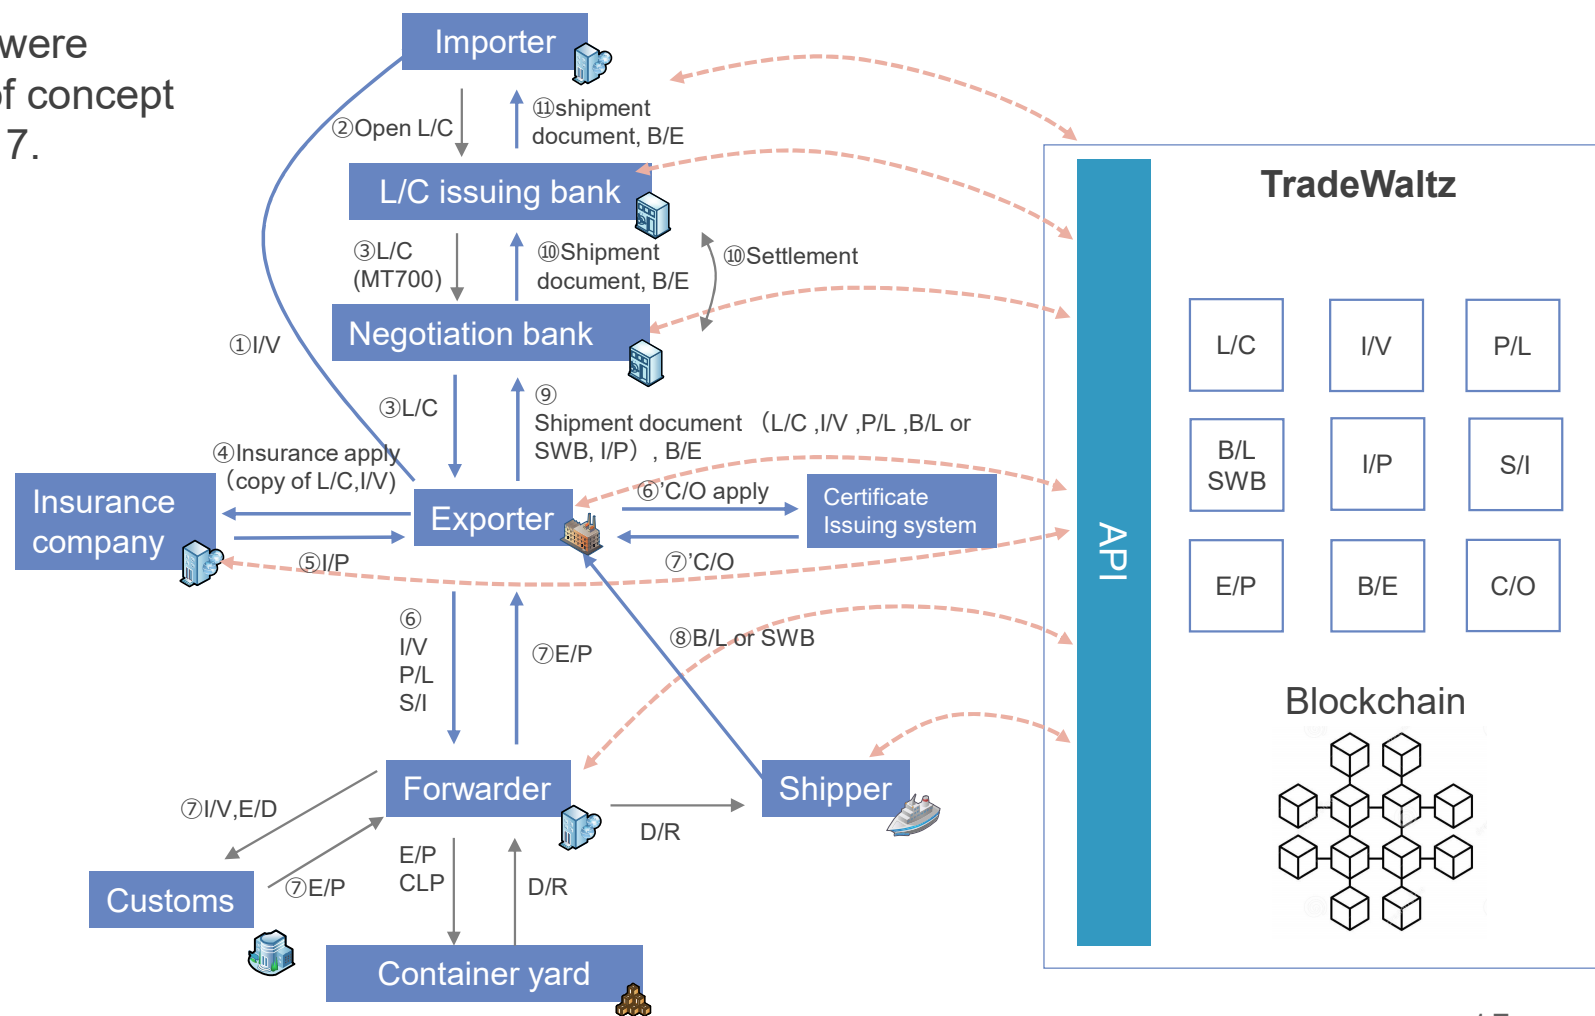 were
of concept
7.
Importer
②Open L/C
⑪shipment
document, B/E
L/C issuing bank
③L/C
(MT700)
⑩Shipment
document, B/E
⑩Settlement
Negotiation bank
①I/V
③L/C
⑨
Shipment document （L/C ,I/V ,P/L ,B/L or
SWB, I/P）, B/E
④Insurance apply
（copy of L/C,I/V)
Insurance
company
Exporter
⑥’C/O apply
Certificate
Issuing system
⑤I/P
⑦’C/O
⑥
I/V
P/L
S/I
⑦E/P
⑧B/L or SWB
Forwarder
Shipper
⑦I/V,E/D
D/R
E/P
CLP
D/R
⑦E/P
Customs
Container yard
API
TradeWaltz
L/C
I/V
P/L
B/L
SWB
I/P
S/I
E/P
B/E
C/O
Blockchain